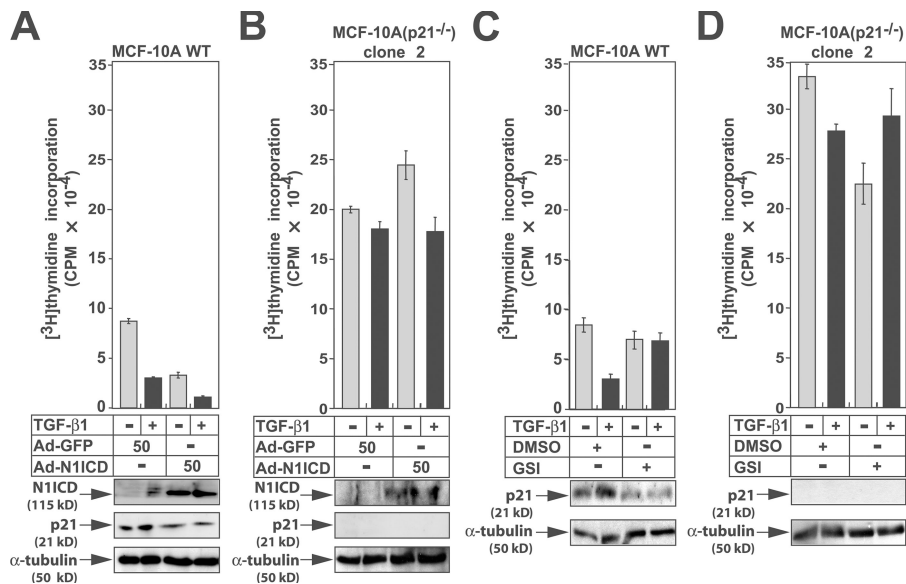 A
MCF-10A WT
[³H]thymidine incorporation
(CPM × 10⁻⁴)
35
30
25
20
15
10
5
0
TGF-β1 - + - +
Ad-GFP 50 -
Ad-N1ICD - 50
N1ICD
(115 kD)
p21
(21 kD)
α-tubulin
(50 kD)
B
MCF-10A(p21⁻/⁻)
clone 2
[³H]thymidine incorporation
(CPM × 10⁻⁴)
35
30
25
20
15
10
5
0
TGF-β1 - + - +
Ad-GFP 50 -
Ad-N1ICD - 50
N1ICD
(115 kD)
p21
(21 kD)
α-tubulin
(50 kD)
C
MCF-10A WT
[³H]thymidine incorporation
(CPM × 10⁻⁴)
35
30
25
20
15
10
5
0
TGF-β1 - + - +
DMSO + -
GSI - +
p21
(21 kD)
α-tubulin
(50 kD)
D
MCF-10A(p21⁻/⁻)
clone 2
[³H]thymidine incorporation
(CPM × 10⁻⁴)
35
30
25
20
15
10
5
0
TGF-β1 - + - +
DMSO + -
GSI - +
p21
(21 kD)
α-tubulin
(50 kD)